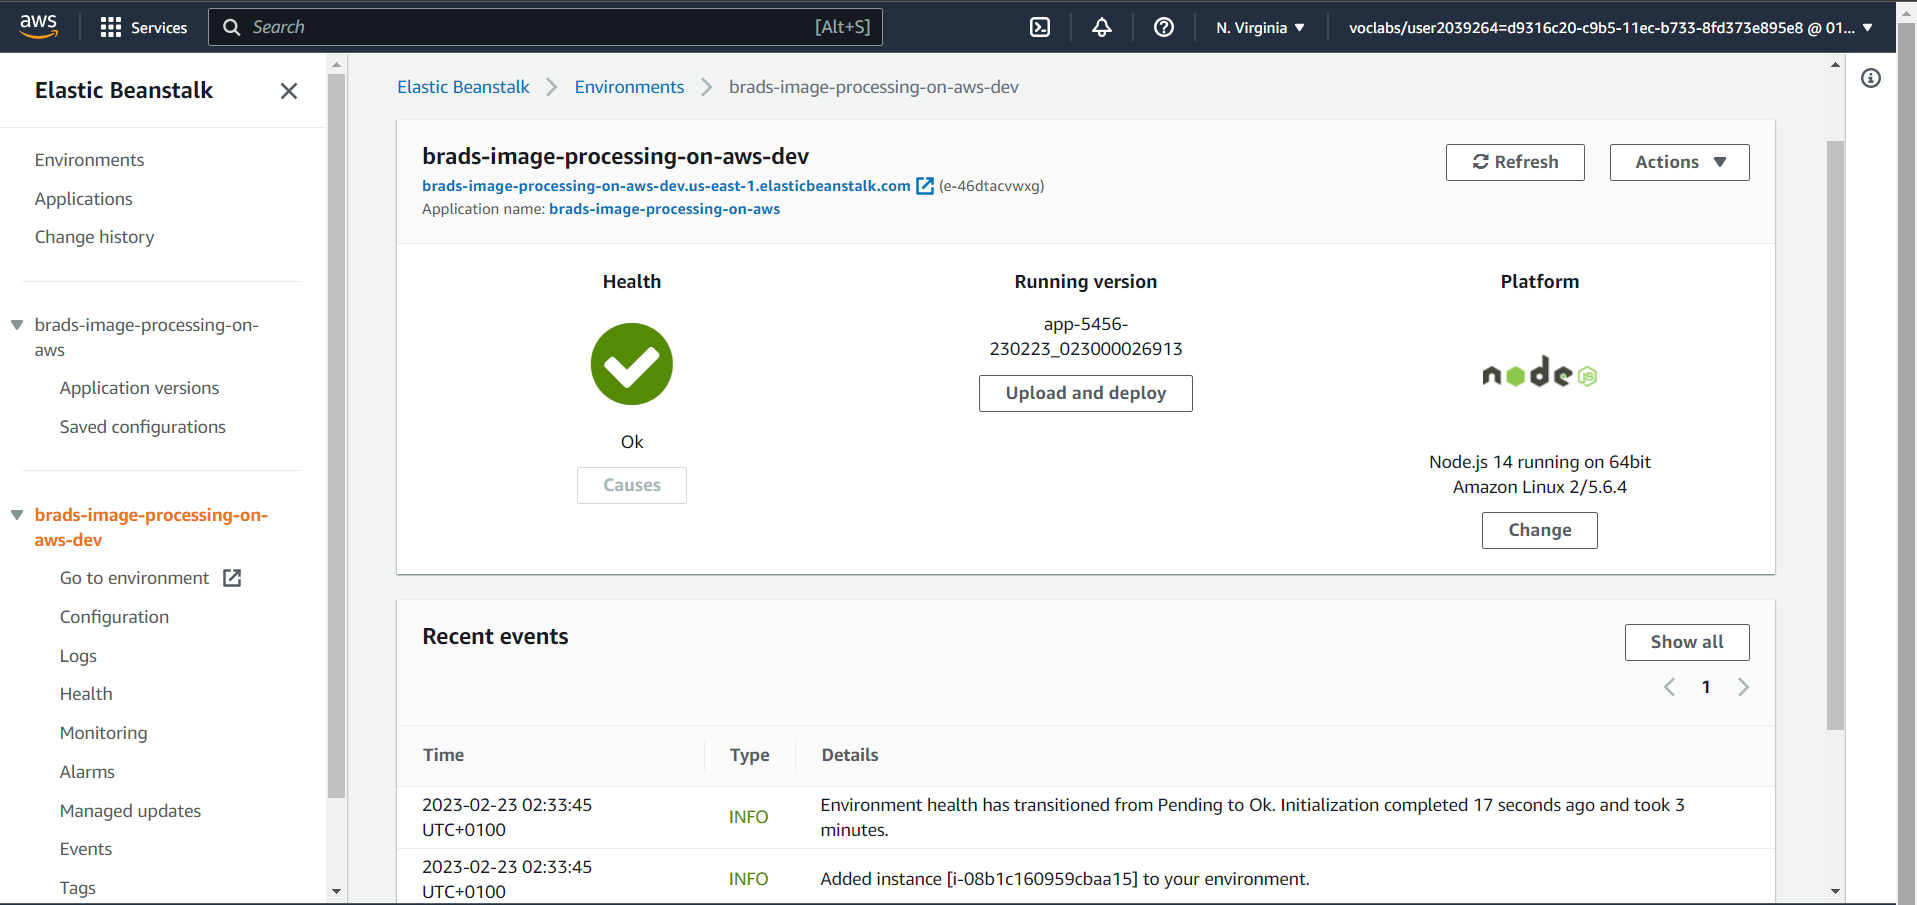 aws
Services
Search
[Alt+S]
N. Virginia
voclabs/user2039264=d9316c20-c9b5-11ec-b733-8fd373e895e8 @ 01...
Elastic Beanstalk
Environments
Applications
Change history
brads-image-processing-on-
aws
Application versions
Saved configurations
brads-image-processing-on-
aws-dev
Go to environment
Configuration
Logs
Health
Monitoring
Alarms
Managed updates
Events
Tags
Elastic Beanstalk > Environments > brads-image-processing-on-aws-dev
brads-image-processing-on-aws-dev
brads-image-processing-on-aws-dev.us-east-1.elasticbeanstalk.com (e-46dtacvwxg)
Application name: brads-image-processing-on-aws
Refresh
Actions
Health
Ok
Causes
Running version
app-5456-
230223_023000026913
Upload and deploy
Platform
node JS
Node.js 14 running on 64bit
Amazon Linux 2/5.6.4
Change
Recent events
Show all
1
Time Type Details
2023-02-23 02:33:45
UTC+0100
INFO
Environment health has transitioned from Pending to Ok. Initialization completed 17 seconds ago and took 3
minutes.
2023-02-23 02:33:45
UTC+0100
INFO
Added instance [i-08b1c160959cbaa15] to your environment.